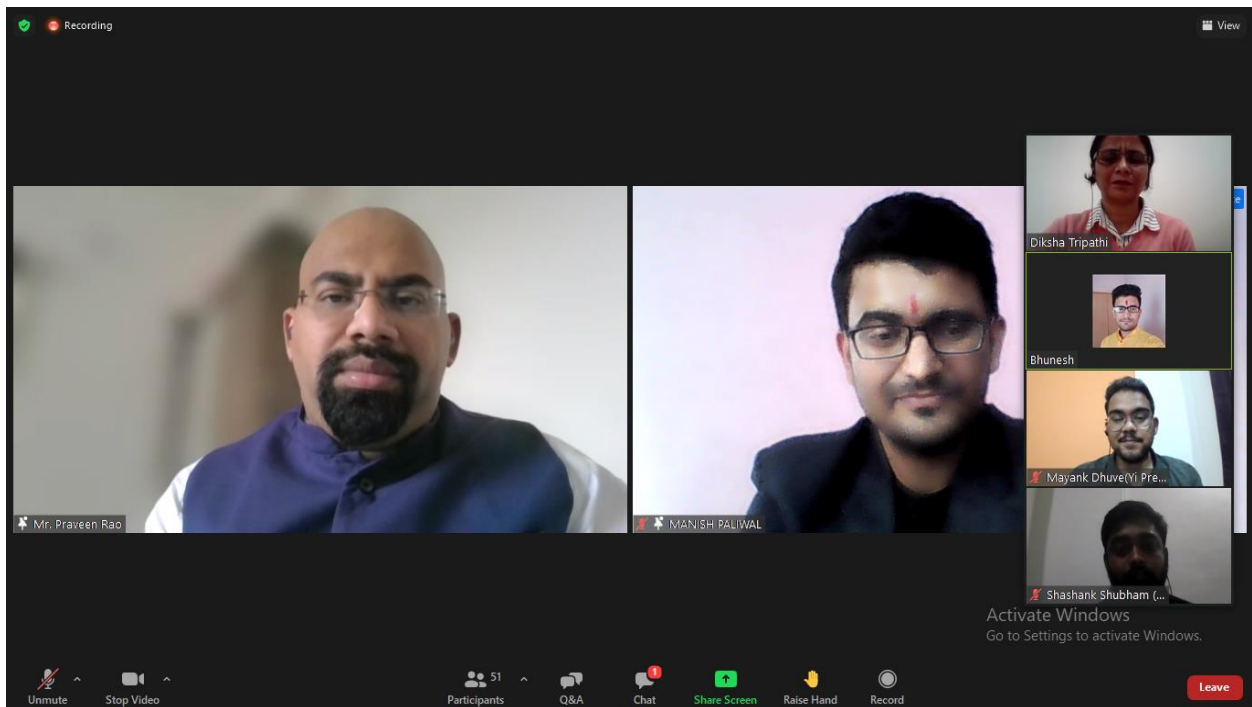 Recording
View
e
Diksha Tripathi
Bhunesh
Mayank Dhuve(Yi Pre...
Mr. Praveen Rao
MANISH PALIWAL
Shashank Shubham (...
Activate Windows
Go to Settings to activate Windows.
51
1
Unmute
Stop Video
Participants
Q&A
Chat
Share Screen
Raise Hand
Record
Leave